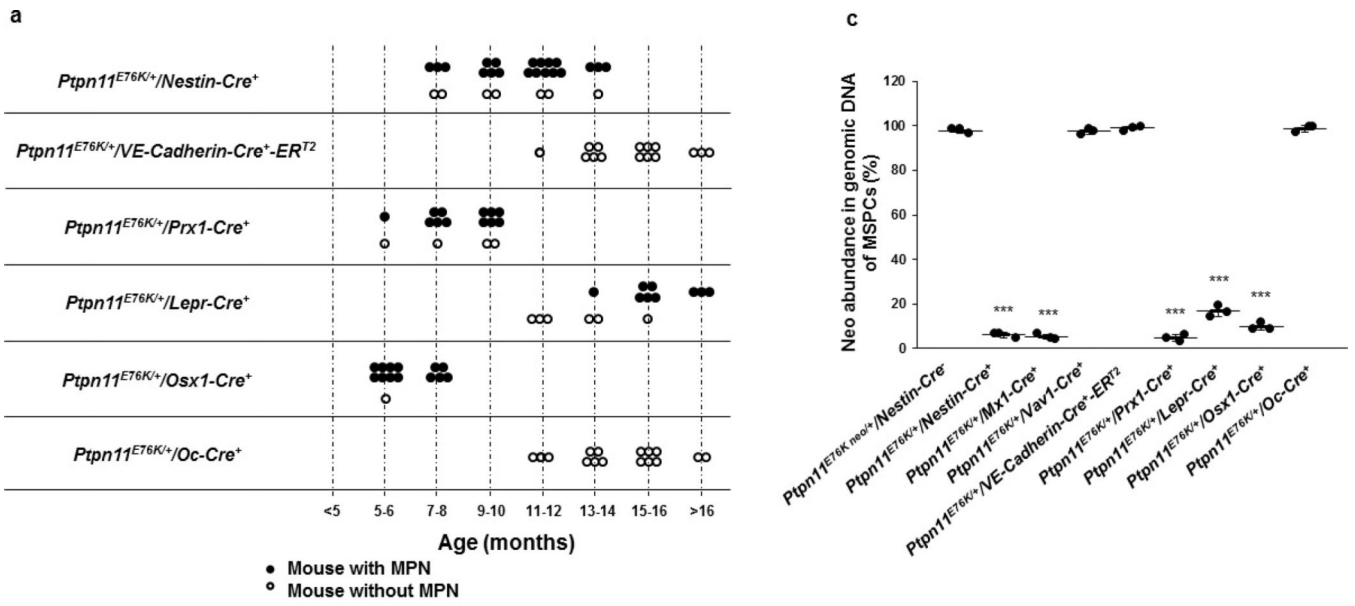 a
Ptpn11E76K/+/Nestin-Cre+
Ptpn11E76K/+/VE-Cadherin-Cre+-ERT2
Ptpn11E76K/+/Prx1-Cre+
Ptpn11E76K/+/Lepr-Cre+
Ptpn11E76K/+/Osx1-Cre+
Ptpn11E76K/+/Oc-Cre+
<5 5-6 7-8 9-10 11-12 13-14 15-16 >16
Age (months)
Mouse with MPN
Mouse without MPN
c
Neo abundance in genomic DNA
of MSPCs (%)
120
100
80
60
40
20
0
*** *** *** *** ***
Ptpn11E76K neo/+/Nestin-Cre-
Ptpn11E76K/+/Nestin-Cre+
Ptpn11E76K/+/Mx1-Cre+
Ptpn11E76K/+/Vav1-Cre+
Ptpn11E76K/+/VE-Cadherin-Cre+-ERT2
Ptpn11E76K/+/Prx1-Cre+
Ptpn11E76K/+/Lepr-Cre+
Ptpn11E76K/+/Osx1-Cre+
Ptpn11E76K/+/Oc-Cre+